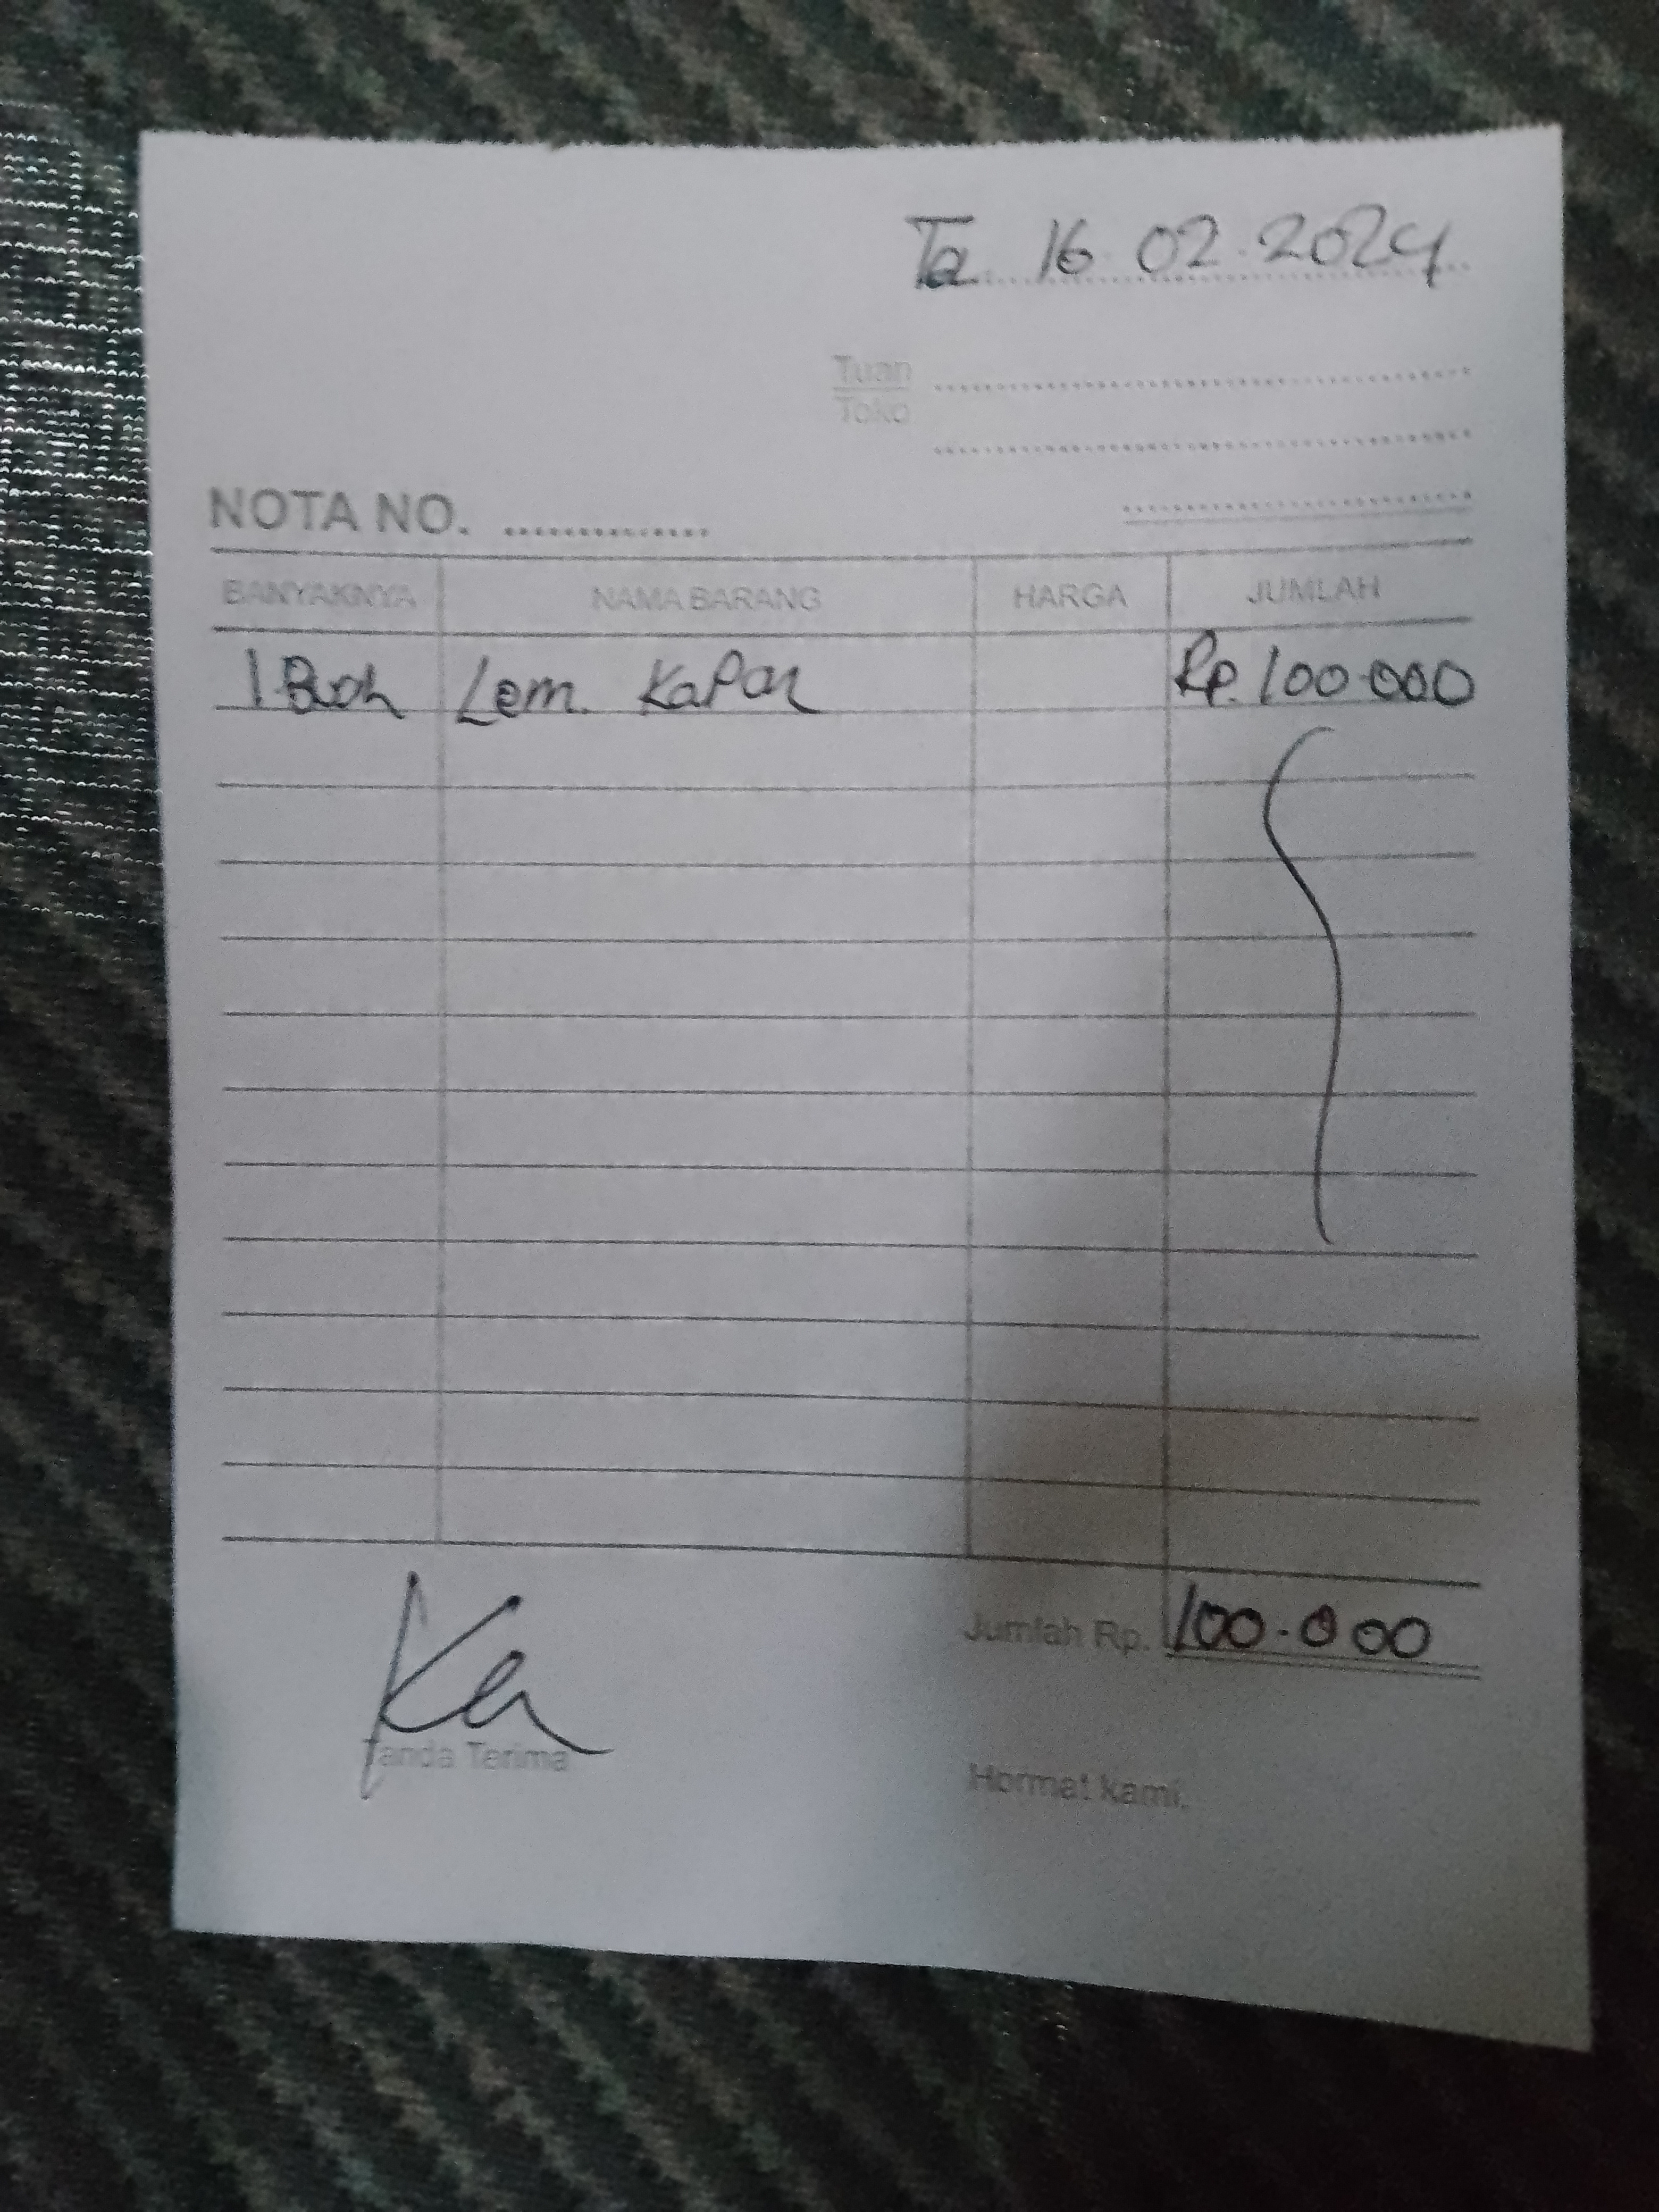 Tg. 16.02.2024
Tuan
Toko
NOTA NO.
BANYAKNYA NAMA BARANG HARGA JUMLAH
1 Buah Lem Kapan Rp. 100.000
Jumlah Rp. 100.000
Tanda Terima
Hormat kami,